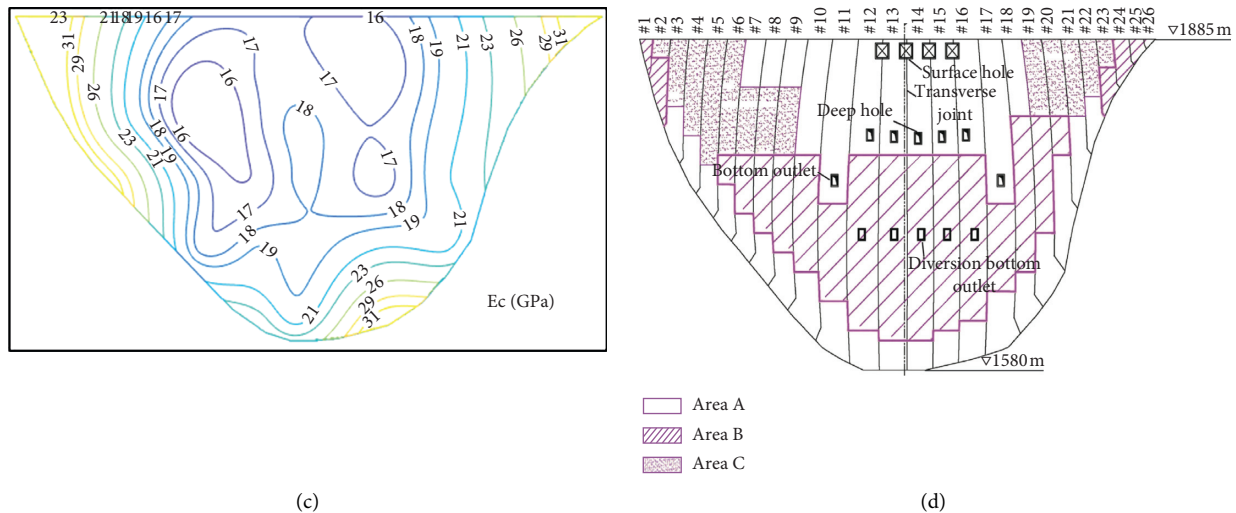 23 21 18 19 16 17 16 18 19 21 23 26 29 31
31 29 26 23 21 19 18 17 16
17 16 18 17 17
17 18 19 18 19 21
21 23 26 29 31
Ec (GPa)
(c)
#1 #2 #3 #4 #5 #6 #7 #8 #9 #10 #11 #12 #13 #14 #15 #16 #17 #18 #19 #20 #21 #22 #23 #24 #25 #26
▽1885 m
Surface hole
Transverse
joint
Deep hole
Bottom outlet
Diversion bottom
outlet
▽1580 m
Area A
Area B
Area C
(d)